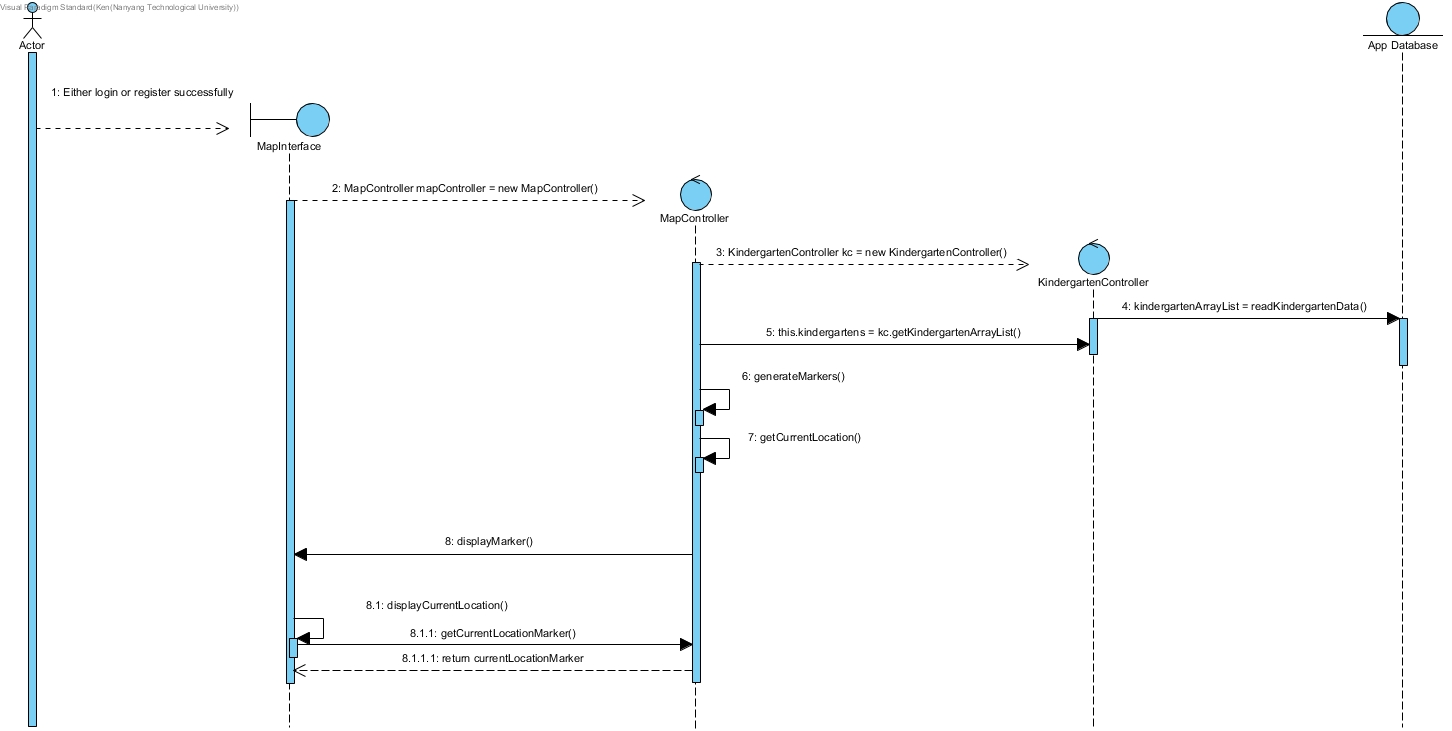 Visual Paradigm Standard(Ken(Nanyang Technological University))
Actor
App Database
1: Either login or register successfully
MapInterface
2: MapController mapController = new MapController()
MapController
3: KindergartenController kc = new KindergartenController()
KindergartenController
4: kindergartenArrayList = readKindergartenData()
5: this.kindergartens = kc.getKindergartenArrayList()
6: generateMarkers()
7: getCurrentLocation()
8: displayMarker()
8.1: displayCurrentLocation()
8.1.1: getCurrentLocationMarker()
8.1.1.1: return currentLocationMarker